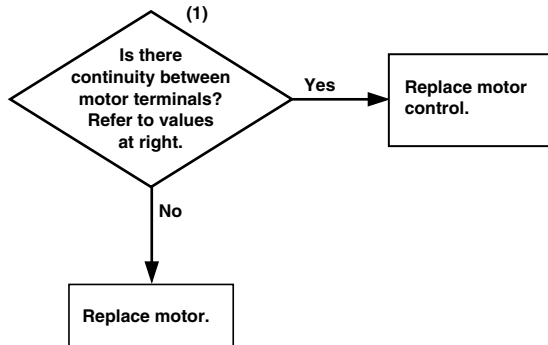 (1)
Is there
continuity between
motor terminals?
Refer to values
at right.
Yes
Replace motor
control.
No
Replace motor.